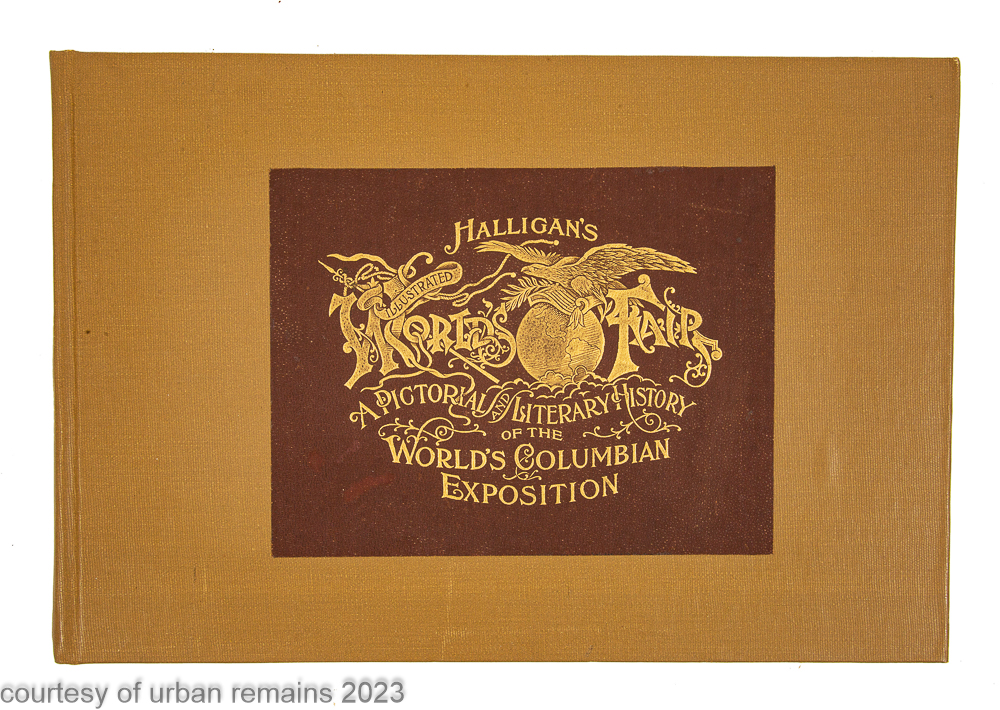 HALLIGAN'S
ILLUSTRATED
WORLD'S FAIR
A PICTORIAL AND LITERARY HISTORY
OF THE
WORLD'S COLUMBIAN
EXPOSITION
courtesy of urban remains 2023